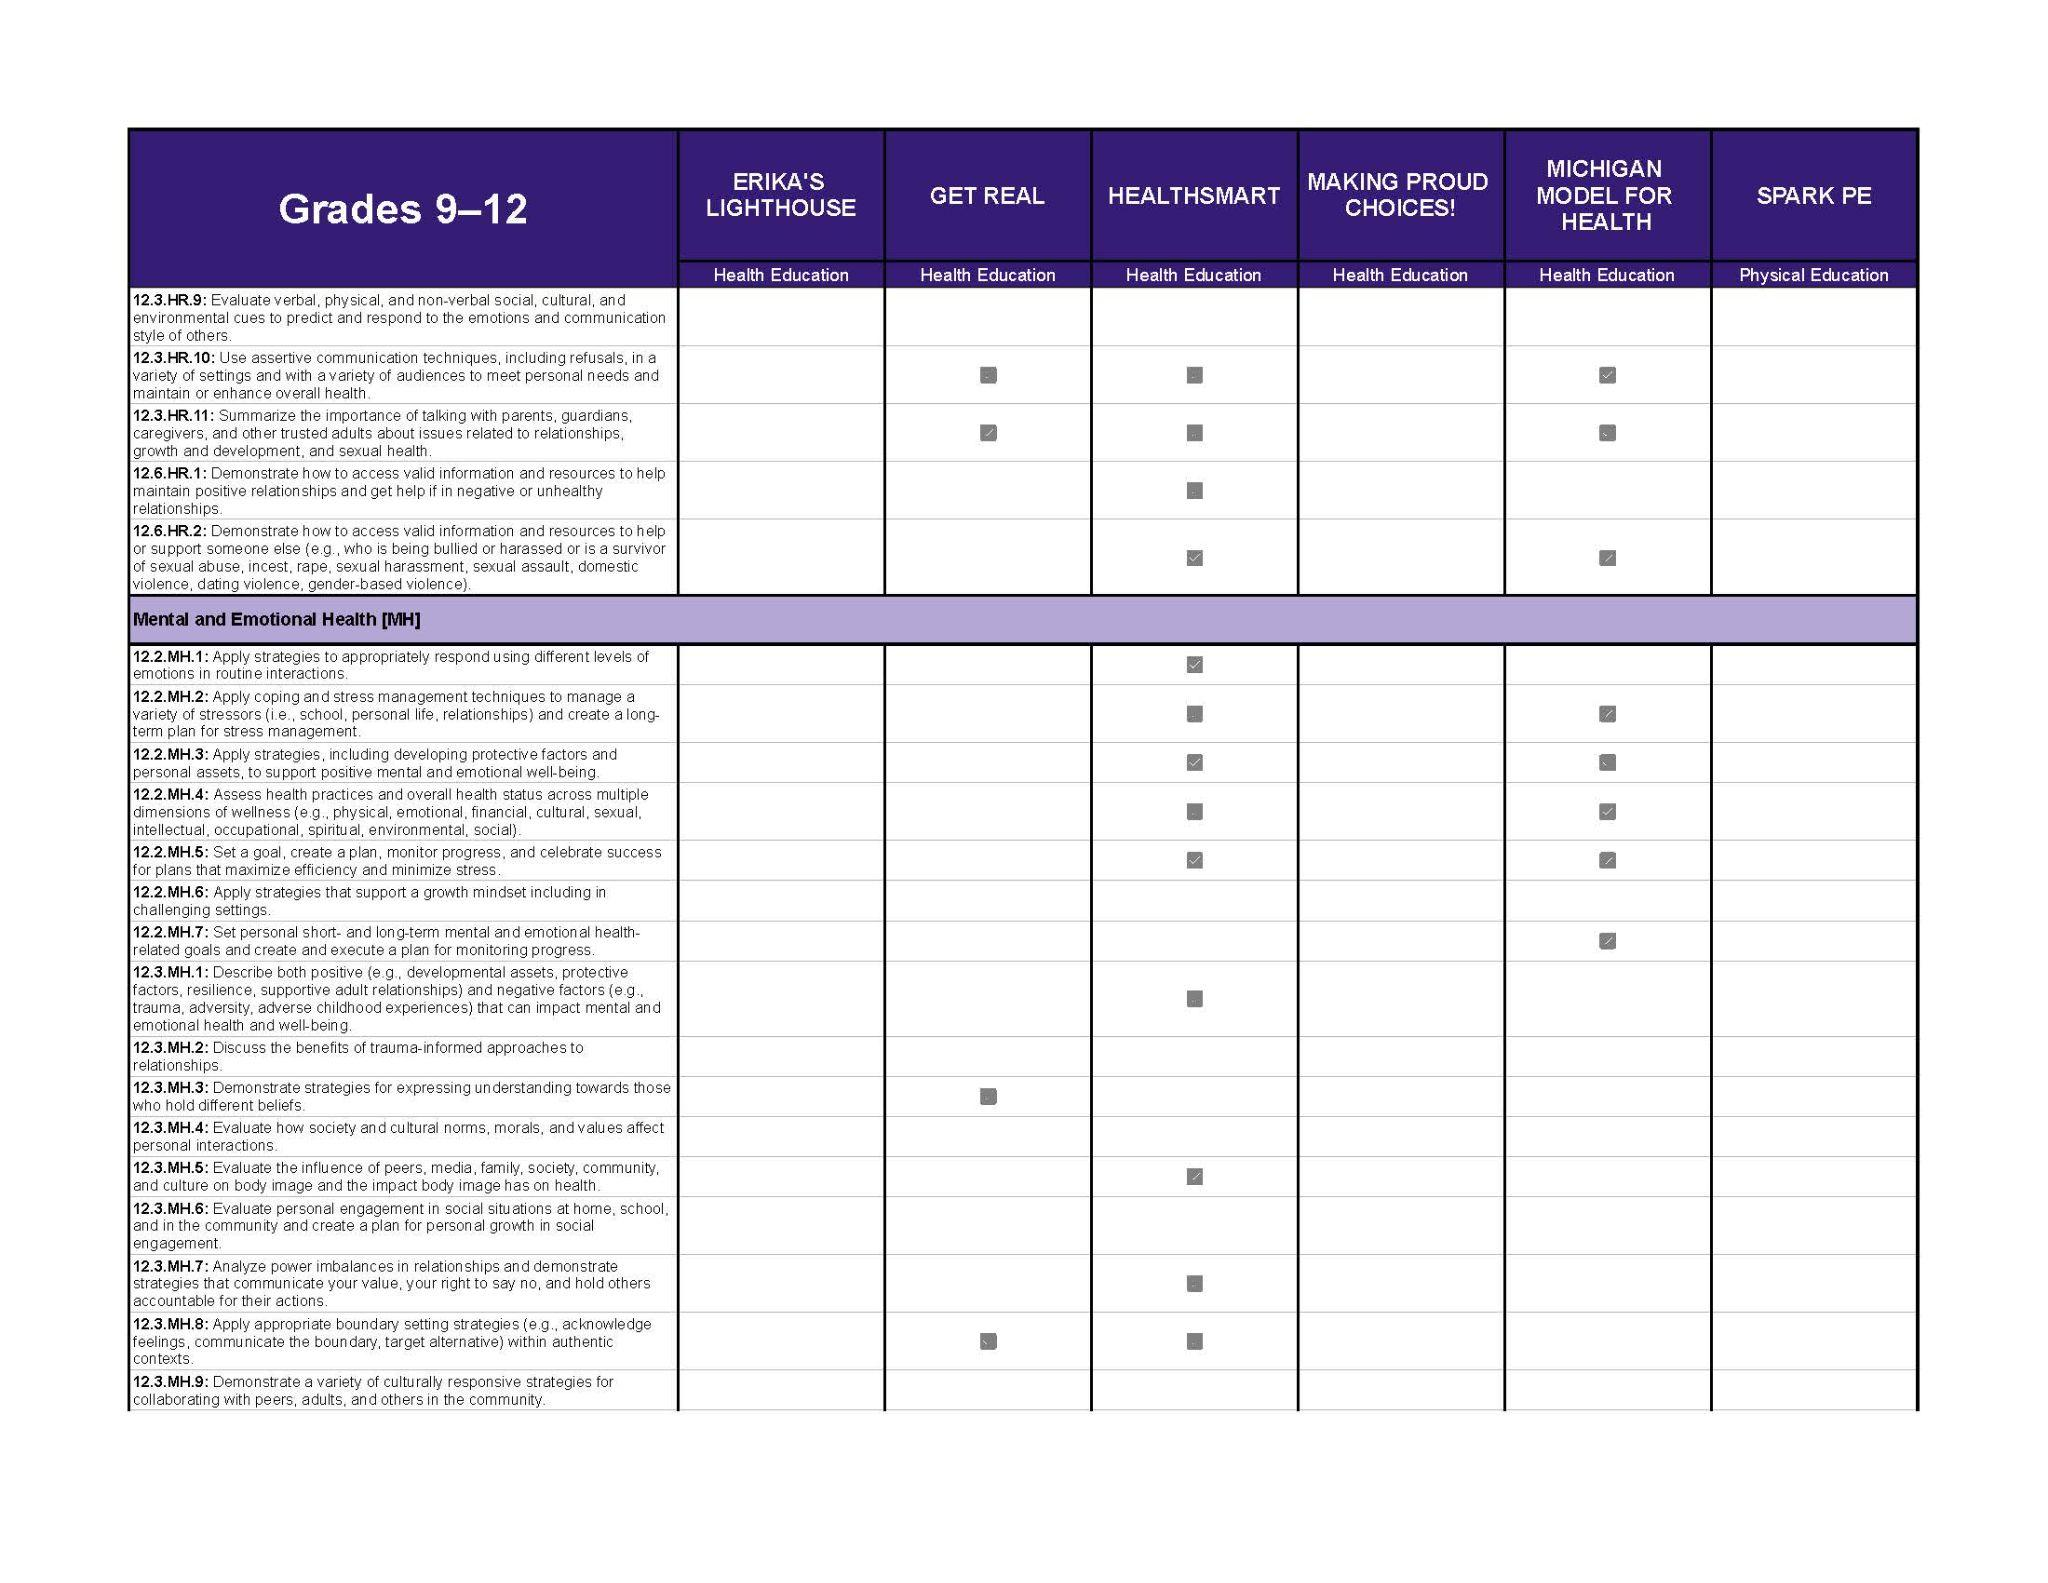 Grades 9–12
ERIKA'S
LIGHTHOUSE
GET REAL
HEALTHSMART
MAKING PROUD
CHOICES!
MICHIGAN
MODEL FOR
HEALTH
SPARK PE
Health Education
Health Education
Health Education
Health Education
Health Education
Physical Education
12.3.HR.9: Evaluate verbal, physical, and non-verbal social, cultural, and
environmental cues to predict and respond to the emotions and communication
style of others.
12.3.HR.10: Use assertive communication techniques, including refusals, in a
variety of settings and with a variety of audiences to meet personal needs and
maintain or enhance overall health.
12.3.HR.11: Summarize the importance of talking with parents, guardians,
caregivers, and other trusted adults about issues related to relationships,
growth and development, and sexual health.
12.6.HR.1: Demonstrate how to access valid information and resources to help
maintain positive relationships and get help if in negative or unhealthy
relationships.
12.6.HR.2: Demonstrate how to access valid information and resources to help
or support someone else (e.g., who is being bullied or harassed or is a survivor
of sexual abuse, incest, rape, sexual harassment, sexual assault, domestic
violence, dating violence, gender-based violence).
Mental and Emotional Health [MH]
12.2.MH.1: Apply strategies to appropriately respond using different levels of
emotions in routine interactions.
12.2.MH.2: Apply coping and stress management techniques to manage a
variety of stressors (i.e., school, personal life, relationships) and create a long-
term plan for stress management.
12.2.MH.3: Apply strategies, including developing protective factors and
personal assets, to support positive mental and emotional well-being.
12.2.MH.4: Assess health practices and overall health status across multiple
dimensions of wellness (e.g., physical, emotional, financial, cultural, sexual,
intellectual, occupational, spiritual, environmental, social).
12.2.MH.5: Set a goal, create a plan, monitor progress, and celebrate success
for plans that maximize efficiency and minimize stress.
12.2.MH.6: Apply strategies that support a growth mindset including in
challenging settings.
12.2.MH.7: Set personal short- and long-term mental and emotional health-
related goals and create and execute a plan for monitoring progress.
12.3.MH.1: Describe both positive (e.g., developmental assets, protective
factors, resilience, supportive adult relationships) and negative factors (e.g.,
trauma, adversity, adverse childhood experiences) that can impact mental and
emotional health and well-being.
12.3.MH.2: Discuss the benefits of trauma-informed approaches to
relationships.
12.3.MH.3: Demonstrate strategies for expressing understanding towards those
who hold different beliefs.
12.3.MH.4: Evaluate how society and cultural norms, morals, and values affect
personal interactions.
12.3.MH.5: Evaluate the influence of peers, media, family, society, community,
and culture on body image and the impact body image has on health.
12.3.MH.6: Evaluate personal engagement in social situations at home, school,
and in the community and create a plan for personal growth in social
engagement.
12.3.MH.7: Analyze power imbalances in relationships and demonstrate
strategies that communicate your value, your right to say no, and hold others
accountable for their actions.
12.3.MH.8: Apply appropriate boundary setting strategies (e.g., acknowledge
feelings, communicate the boundary, target alternative) within authentic
contexts.
12.3.MH.9: Demonstrate a variety of culturally responsive strategies for
collaborating with peers, adults, and others in the community.